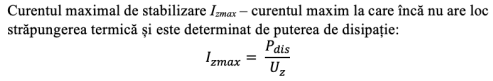 Curentul maximal de stabilizare Izmax – curentul maxim la care încă nu are loc
străpungerea termică și este determinat de puterea de disipație:
Izmax = Pdis / Uz